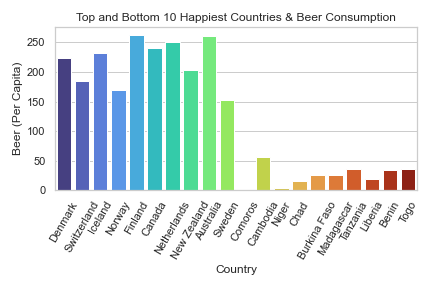 Top and Bottom 10 Happiest Countries & Beer Consumption
Beer (Per Capita)
250
200
150
100
50
0
Denmark
Switzerland
Iceland
Norway
Finland
Canada
Netherlands
New Zealand
Australia
Sweden
Comoros
Cambodia
Niger
Chad
Burkina Faso
Madagascar
Tanzania
Liberia
Benin
Togo
Country